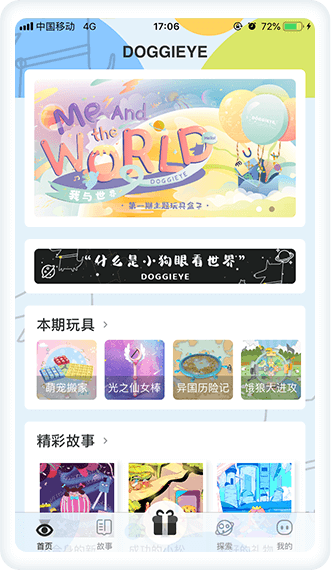 中国移动 4G 17:06 72%
DOGGIEYE
Me And
the
WORLD
Hello!
DOGGIEYE
我与世界
·第一期主题玩具盒子·
“什么是小狗眼看世界”
DOGGIEYE
本期玩具 >
萌宠搬家 光之仙女棒 异国历险记 饿狼大进攻
精彩故事 >
首页 故事 探索 我的